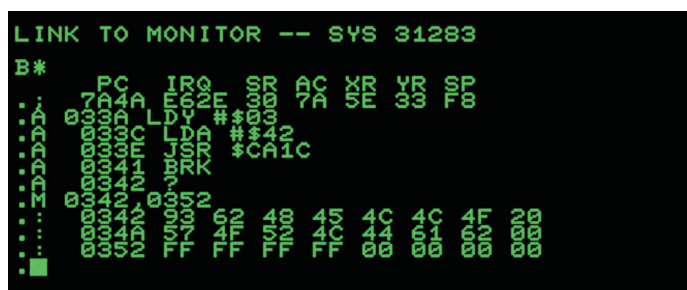 LINK TO MONITOR -- SYS 31283
B*
PC IRQ SR AC XR YR SP
.; 7A4A E62E 30 7A 5E 33 F8
.A 033A LDY #$03
.A 033C LDA #$42
.A 033E JSR $CA1C
.A 0341 BRK
.A 0342 ?
.M 0342,0352
.: 0342 93 62 48 45 4C 4C 4F 20
.: 034A 57 4F 52 4C 44 61 62 00
.: 0352 FF FF FF FF 00 00 00 00
.